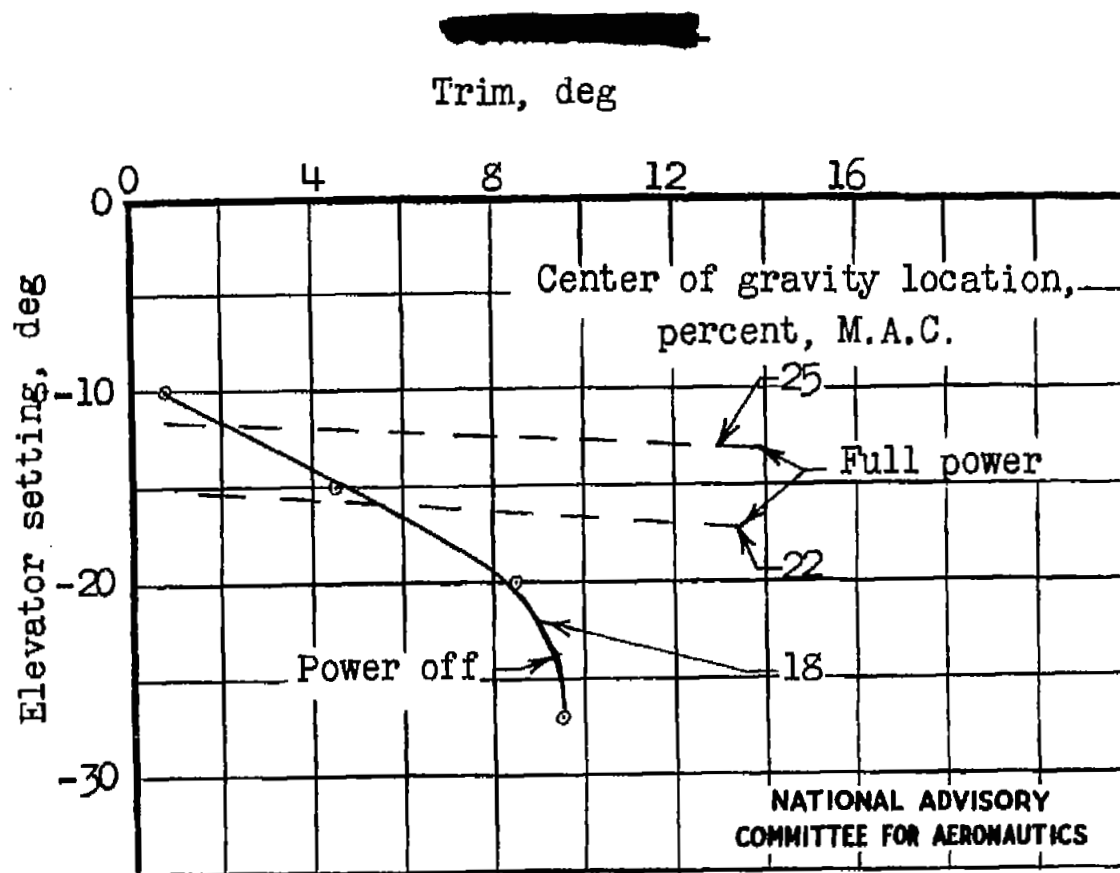 Trim, deg
0 4 8 12 16
0
Center of gravity location,
percent, M.A.C.
-10
25
Full power
Elevator setting, deg
22
-20
Power off
18
-30
NATIONAL ADVISORY
COMMITTEE FOR AERONAUTICS